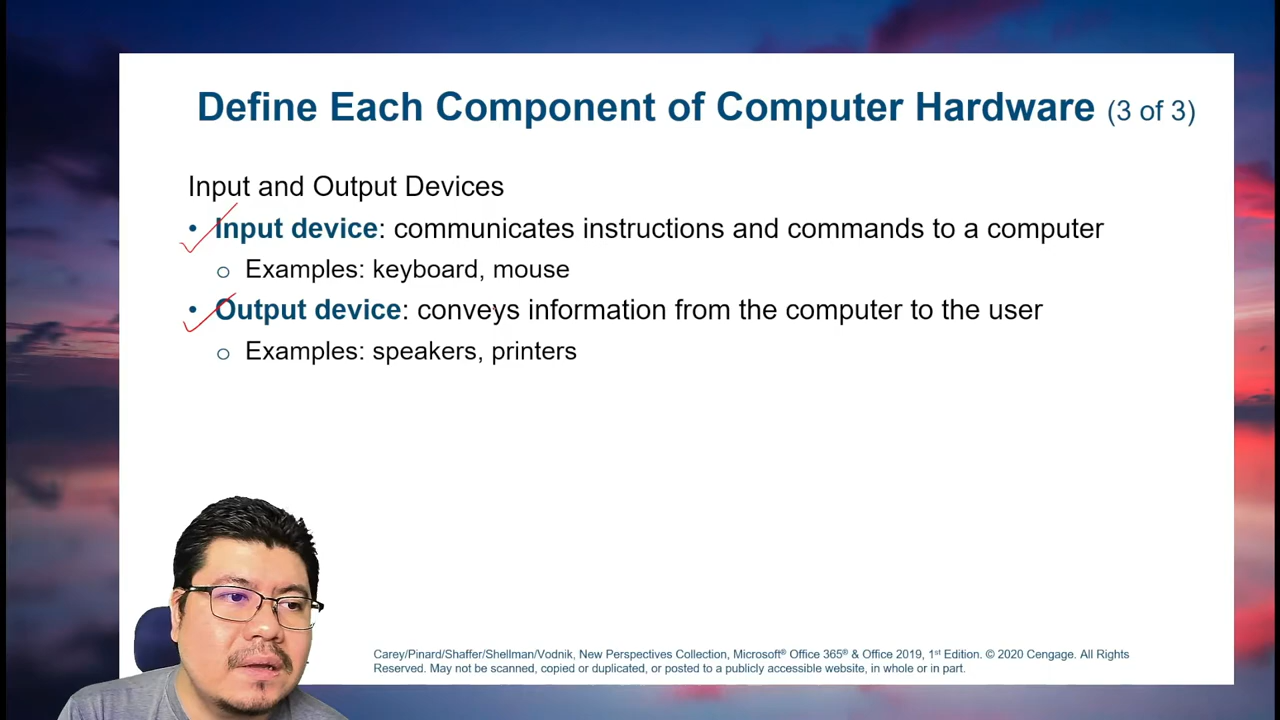 Define Each Component of Computer Hardware (3 of 3)
Input and Output Devices
• Input device: communicates instructions and commands to a computer
o Examples: keyboard, mouse
• Output device: conveys information from the computer to the user
o Examples: speakers, printers
Carey/Pinard/Shaffer/Shellman/Vodnik, New Perspectives Collection, Microsoft® Office 365® & Office 2019, 1st Edition. © 2020 Cengage. All Rights
Reserved. May not be scanned, copied or duplicated, or posted to a publicly accessible website, in whole or in part.